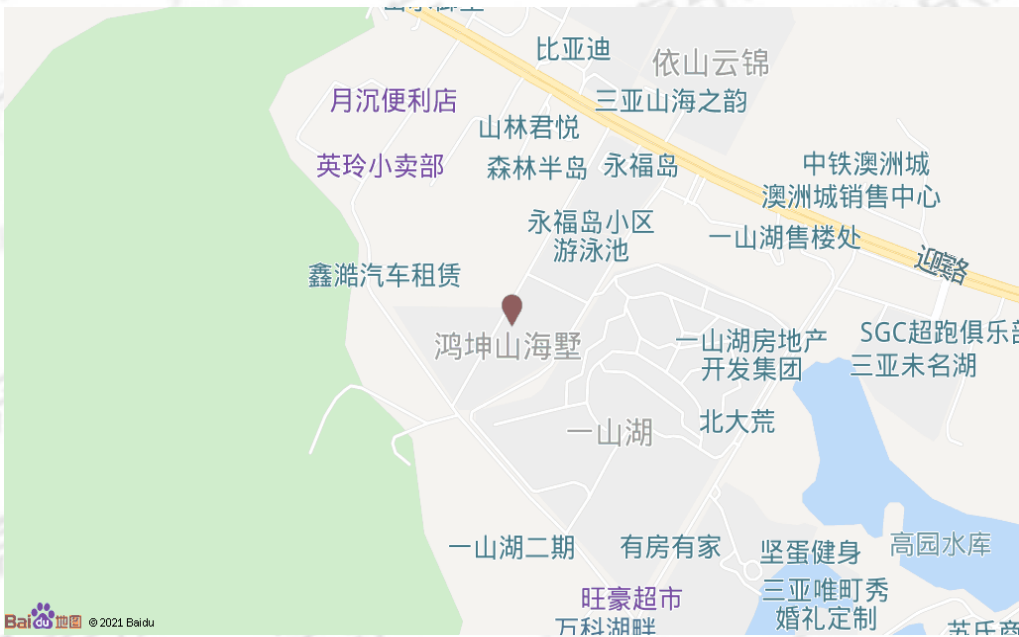 比亚迪
依山云锦
月沉便利店
三亚山海之韵
山林君悦
英玲小卖部
森林半岛
永福岛
中铁澳洲城
澳洲城销售中心
永福岛小区
游泳池
一山湖售楼处
迎宾路
鑫澔汽车租赁
鸿坤山海墅
一山湖房地产
开发集团
SGC超跑俱乐部
三亚未名湖
北大荒
一山湖
一山湖二期
有房有家
坚蛋健身
高园水库
旺豪超市
三亚唯町秀
婚礼定制
万科湖畔
苏乐商
Bai du 地图 © 2021 Baidu